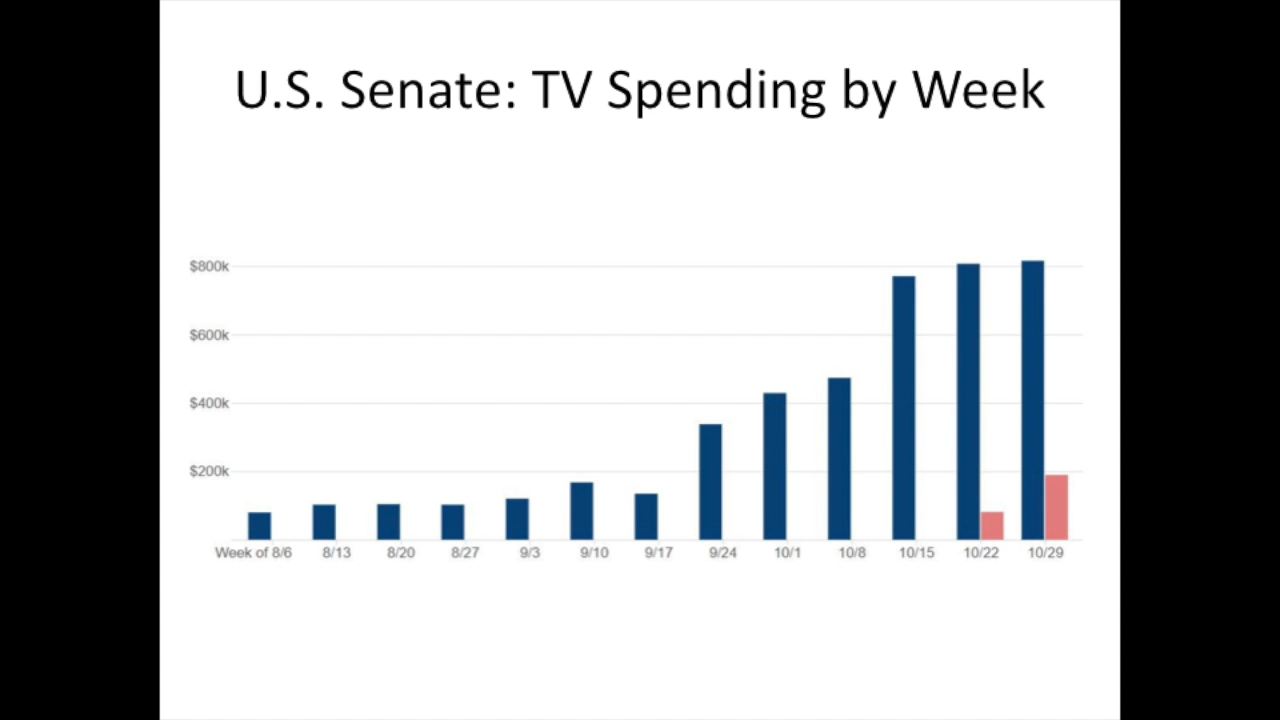 U.S. Senate: TV Spending by Week
$800k
$600k
$400k
$200k
Week of 8/6 8/13 8/20 8/27 9/3 9/10 9/17 9/24 10/1 10/8 10/15 10/22 10/29